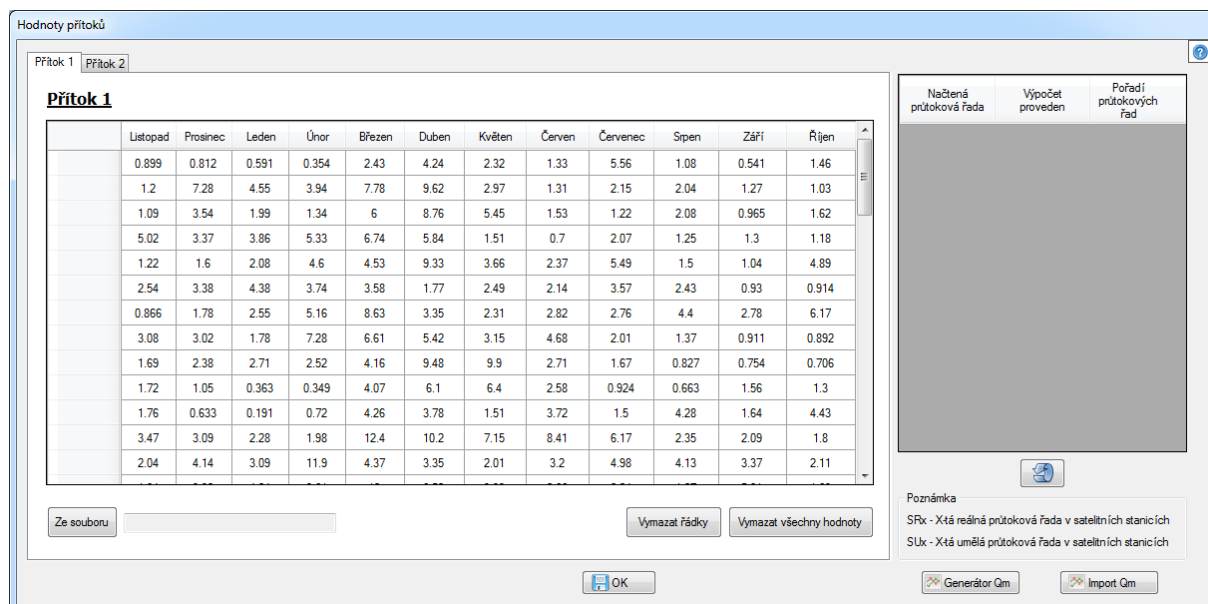 Hodnoty přítoků
Přítok 1 Přítok 2
Přítok 1
Listopad Prosinec Leden Únor Březen Duben Květen Červen Červenec Srpen Září Říjen
0.899 0.812 0.591 0.354 2.43 4.24 2.32 1.33 5.56 1.08 0.541 1.46
1.2 7.28 4.55 3.94 7.78 9.62 2.97 1.31 2.15 2.04 1.27 1.03
1.09 3.54 1.99 1.34 6 8.76 5.45 1.53 1.22 2.08 0.965 1.62
5.02 3.37 3.86 5.33 6.74 5.84 1.51 0.7 2.07 1.25 1.3 1.18
1.22 1.6 2.08 4.6 4.53 9.33 3.66 2.37 5.49 1.5 1.04 4.89
2.54 3.38 4.38 3.74 3.58 1.77 2.49 2.14 3.57 2.43 0.93 0.914
0.866 1.78 2.55 5.16 8.63 3.35 2.31 2.82 2.76 4.4 2.78 6.17
3.08 3.02 1.78 7.28 6.61 5.42 3.15 4.68 2.01 1.37 0.911 0.892
1.69 2.38 2.71 2.52 4.16 9.48 9.9 2.71 1.67 0.827 0.754 0.706
1.72 1.05 0.363 0.349 4.07 6.1 6.4 2.58 0.924 0.663 1.56 1.3
1.76 0.633 0.191 0.72 4.26 3.78 1.51 3.72 1.5 4.28 1.64 4.43
3.47 3.09 2.28 1.98 12.4 10.2 7.15 8.41 6.17 2.35 2.09 1.8
2.04 4.14 3.09 11.9 4.37 3.35 2.01 3.2 4.98 4.13 3.37 2.11
Ze souboru
Vymazat řádky
Vymazat všechny hodnoty
OK
Načtená průtoková řada
Výpočet proveden
Pořadí průtokových řad
Poznámka
SRx - X-tá reálná průtoková řada v satelitních stanicích
SUx - X-tá umělá průtoková řada v satelitních stanicích
Generátor Qm
Import Qm